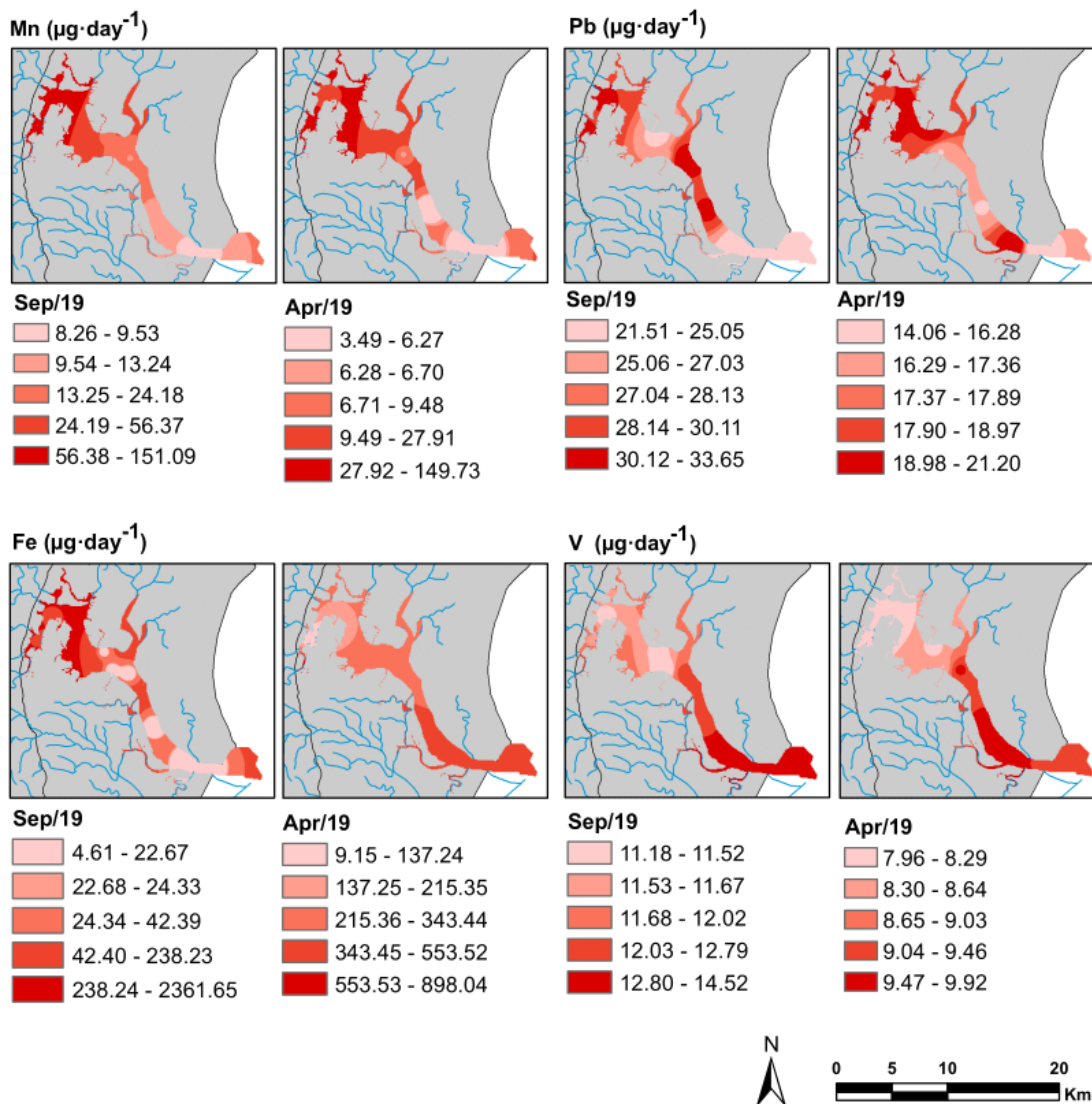 Mn (µg·day⁻¹)
Pb (µg·day⁻¹)
Sep/19
8.26 - 9.53
9.54 - 13.24
13.25 - 24.18
24.19 - 56.37
56.38 - 151.09
Apr/19
3.49 - 6.27
6.28 - 6.70
6.71 - 9.48
9.49 - 27.91
27.92 - 149.73
Sep/19
21.51 - 25.05
25.06 - 27.03
27.04 - 28.13
28.14 - 30.11
30.12 - 33.65
Apr/19
14.06 - 16.28
16.29 - 17.36
17.37 - 17.89
17.90 - 18.97
18.98 - 21.20
Fe (µg·day⁻¹)
V (µg·day⁻¹)
Sep/19
4.61 - 22.67
22.68 - 24.33
24.34 - 42.39
42.40 - 238.23
238.24 - 2361.65
Apr/19
9.15 - 137.24
137.25 - 215.35
215.36 - 343.44
343.45 - 553.52
553.53 - 898.04
Sep/19
11.18 - 11.52
11.53 - 11.67
11.68 - 12.02
12.03 - 12.79
12.80 - 14.52
Apr/19
7.96 - 8.29
8.30 - 8.64
8.65 - 9.03
9.04 - 9.46
9.47 - 9.92
N
0 5 10 20
Km